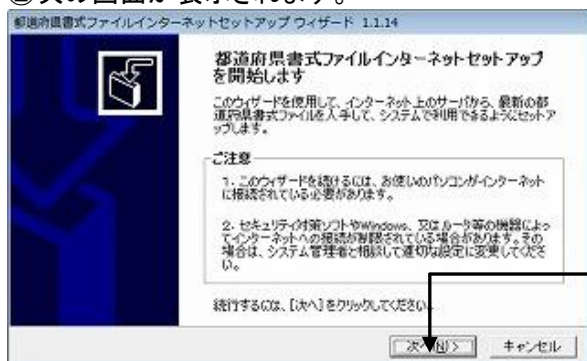 ②次の画面が表示されます。
都道府県書式ファイルインターネットセットアップ ウィザード 1.1.14
都道府県書式ファイルインターネットセットアップ
を開始します
このウィザードを使用して、インターネット上のサーバから、最新の都
道府県書式ファイルを入手して、システムで利用できるようにセットア
ップします。
ご注意
1. このウィザードを続けるには、お使いのパソコンがインターネット
に接続されている必要があります。
2. セキュリティ対策ソフトやWindows、又はルータ等の機器によっ
てインターネットへの接続が制限されている場合があります。その
場合は、システム管理者と相談して適切な設定に変更してくださ
い。
続行するには、[次へ]をクリックしてください。
次へ(N) >
キャンセル